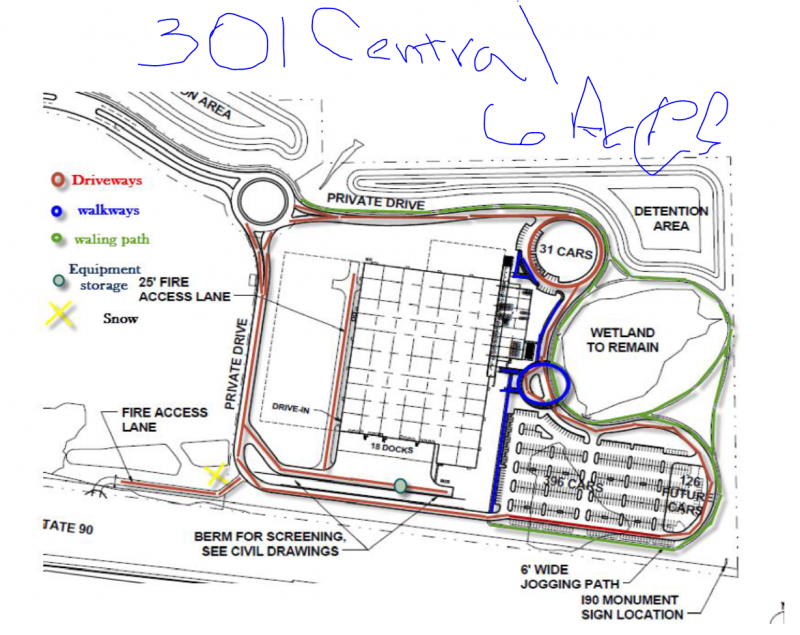 301 Central
6 Acres
ON AREA
Driveways
PRIVATE DRIVE
walkways
DETENTION
AREA
waling path
31 CARS
Equipment
storage
25' FIRE
ACCESS LANE
Snow
WETLAND
TO REMAIN
PRIVATE DRIVE
FIRE ACCESS
LANE
DRIVE-IN
18 DOCKS
396 CARS
126
FUTURE
CARS
TATE 90
BERM FOR SCREENING,
SEE CIVIL DRAWINGS
6' WIDE
JOGGING PATH
I90 MONUMENT
SIGN LOCATION